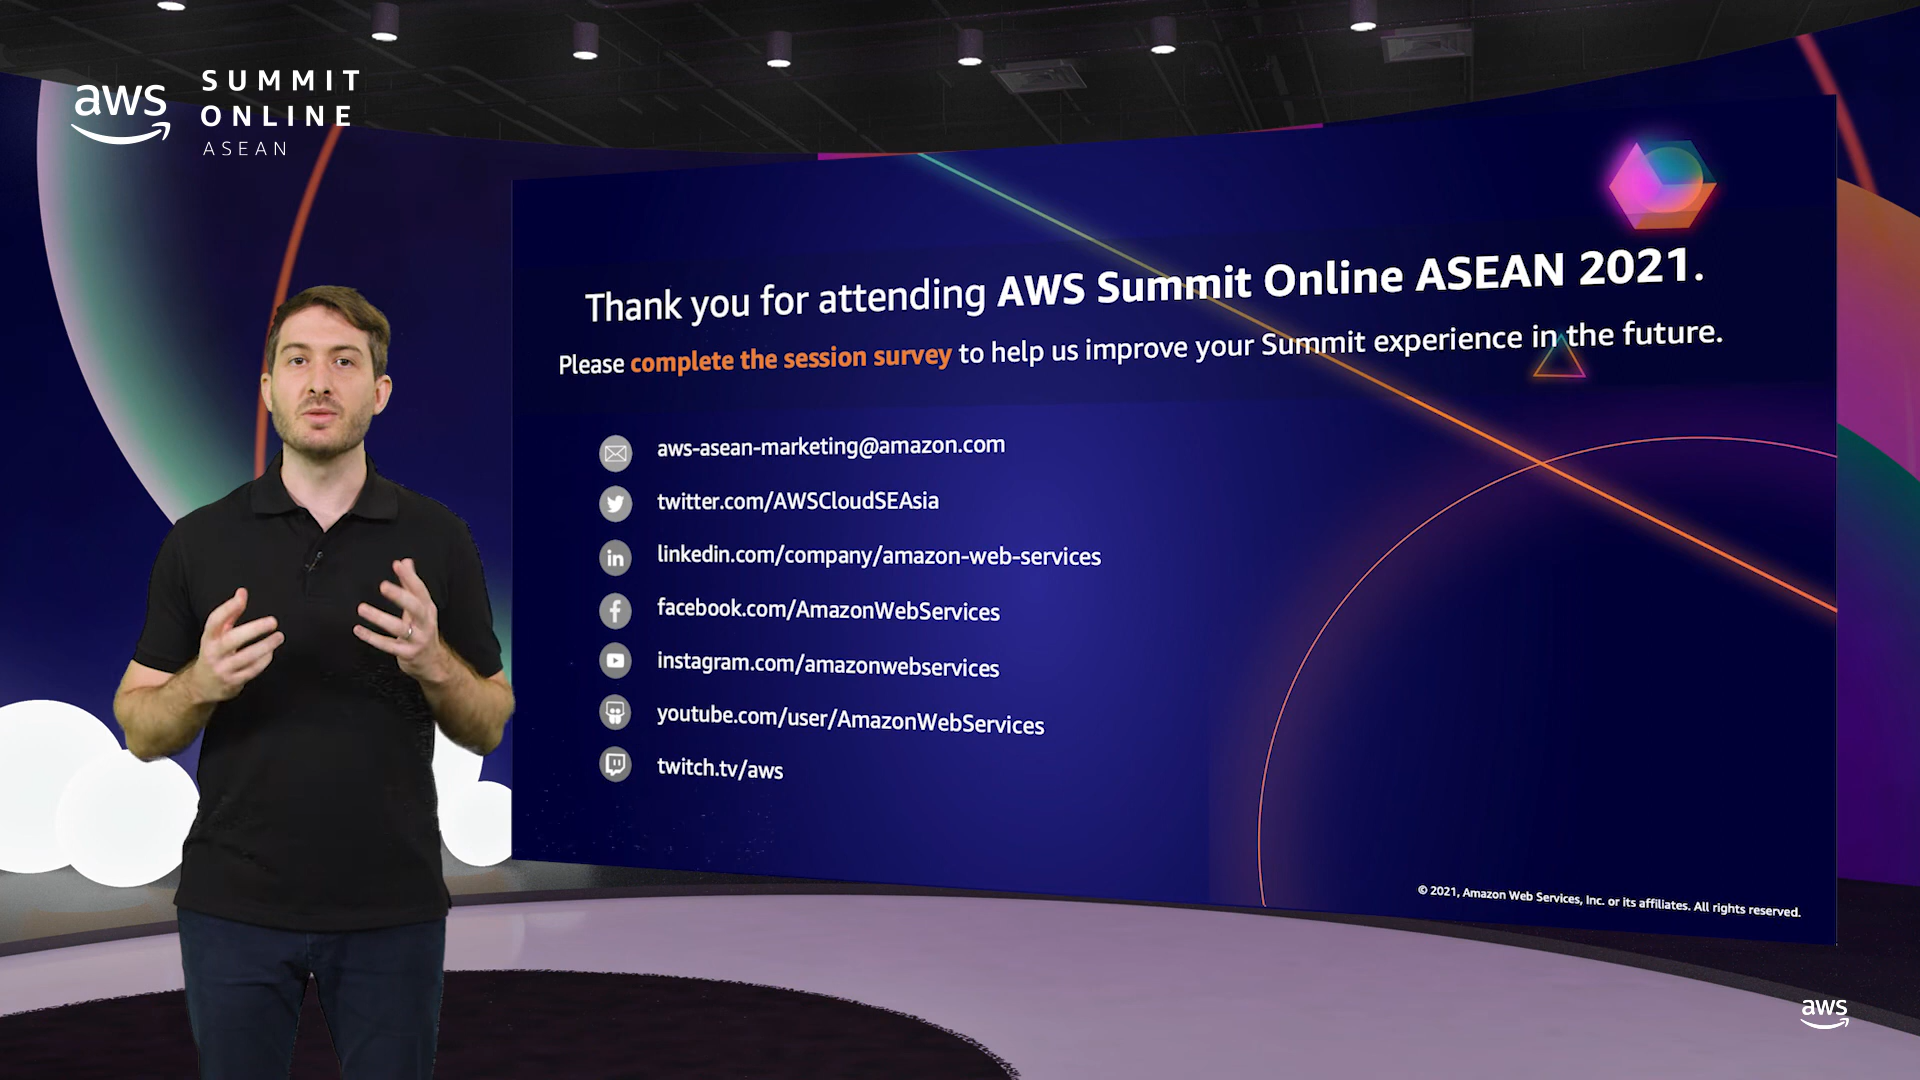 aws
SUMMIT
ONLINE
ASEAN
Thank you for attending AWS Summit Online ASEAN 2021.
Please complete the session survey to help us improve your Summit experience in the future.
aws-asean-marketing@amazon.com
twitter.com/AWSCloudSEAsia
in
linkedin.com/company/amazon-web-services
f
facebook.com/AmazonWebServices
instagram.com/amazonwebservices
youtube.com/user/AmazonWebServices
twitch.tv/aws
© 2021, Amazon Web Services, Inc. or its affiliates. All rights reserved.
aws